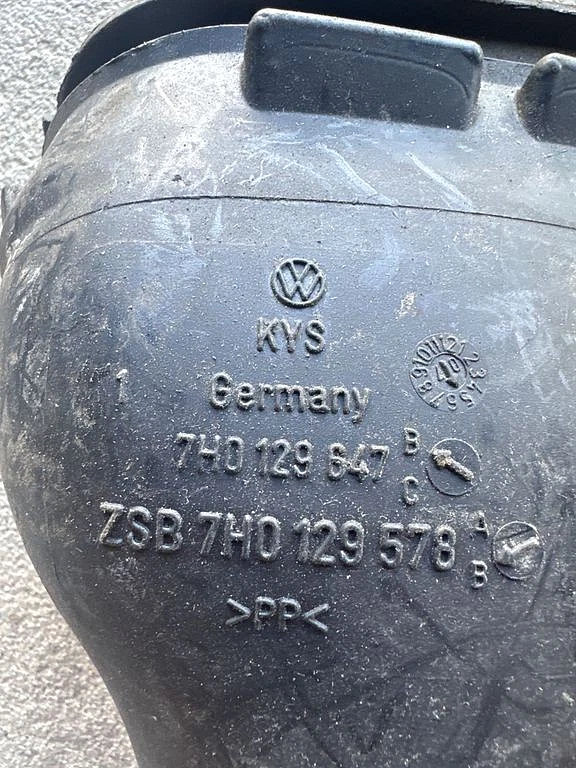 KYS
Germany
1
7H0 129 647 B
C
ZSB 7H0 129 578 A
B
>PP<